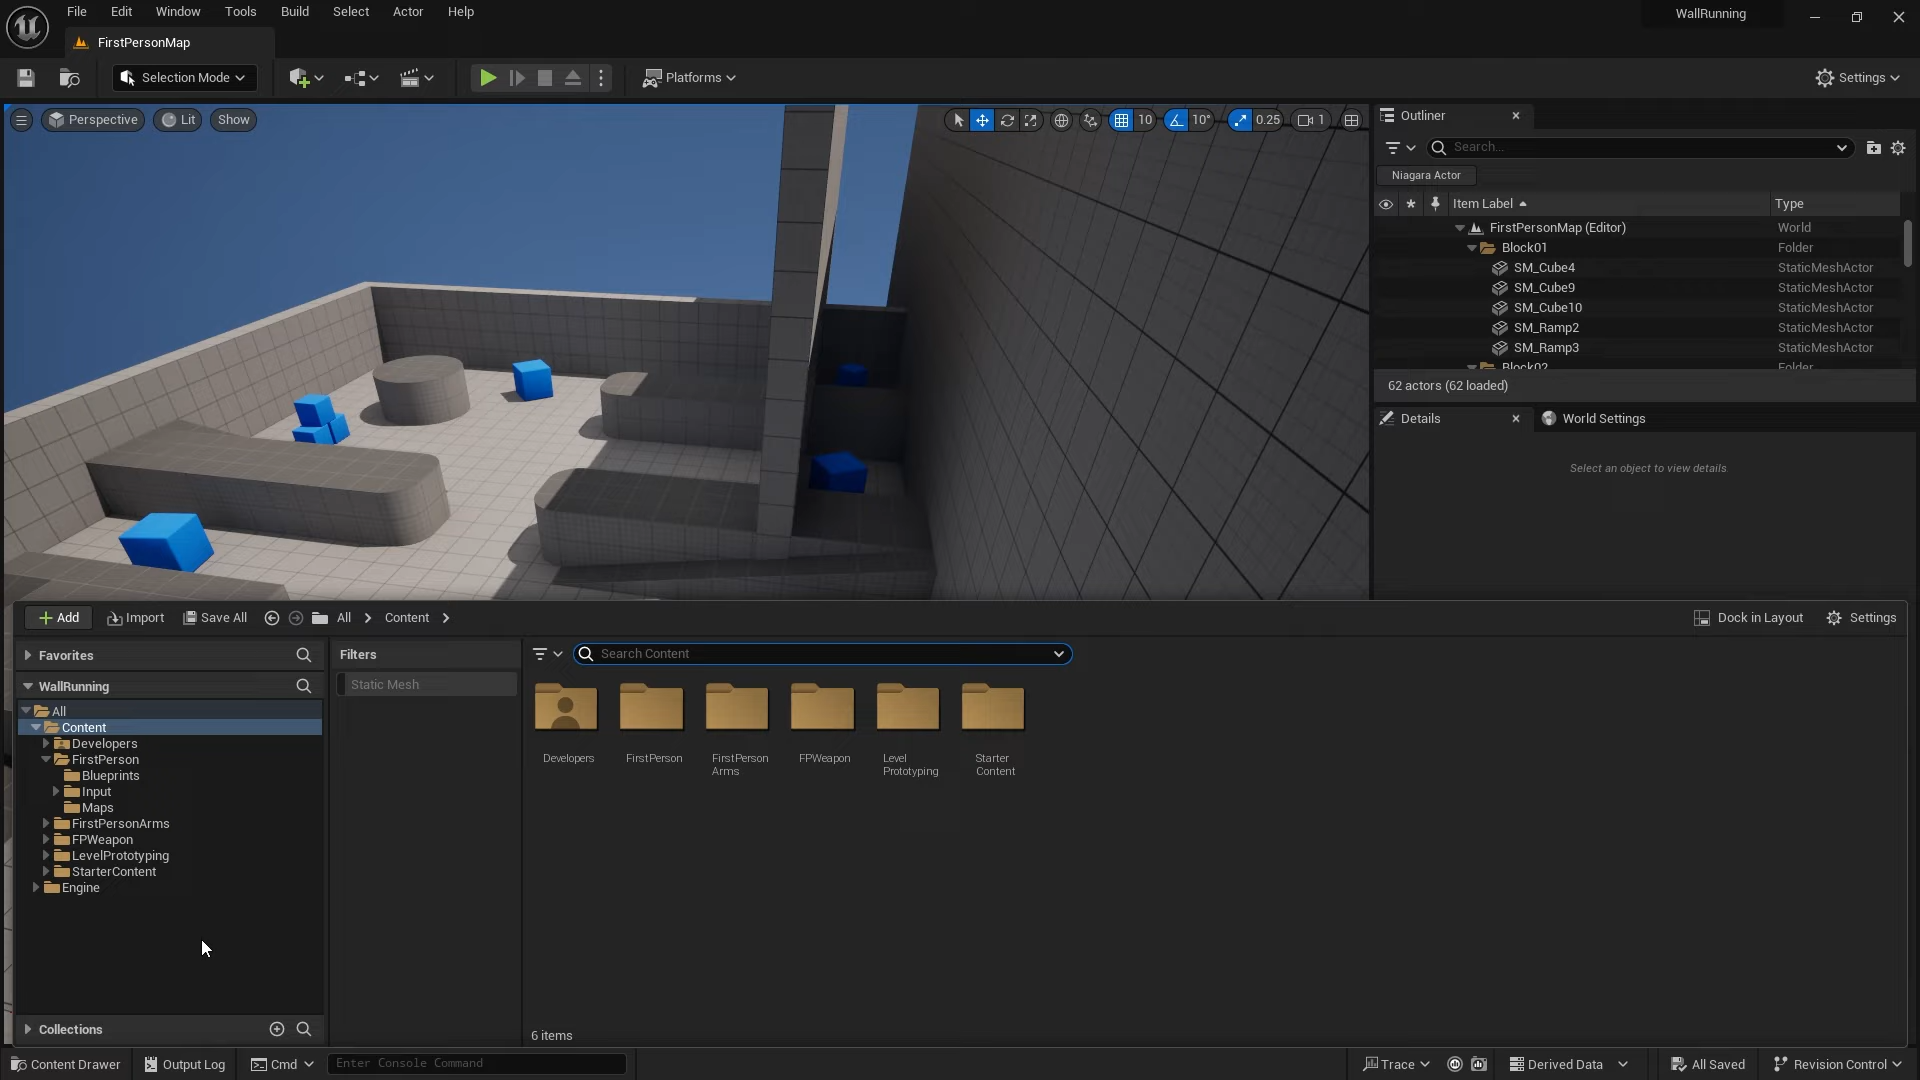 File Edit Window Tools Build Select Actor Help
WallRunning
FirstPersonMap
Selection Mode
Platforms
Settings
Perspective
Lit
Show
10
10°
0.25
1
Outliner
Search...
Niagara Actor
Item Label
Type
FirstPersonMap (Editor) World
Block01 Folder
SM_Cube4 StaticMeshActor
SM_Cube9 StaticMeshActor
SM_Cube10 StaticMeshActor
SM_Ramp2 StaticMeshActor
SM_Ramp3 StaticMeshActor
Block02 Folder
62 actors (62 loaded)
Details
World Settings
Select an object to view details.
Add
Import
Save All
All
Content
Dock in Layout
Settings
Favorites
WallRunning
All
Content
Developers
FirstPerson
Blueprints
Input
Maps
FirstPersonArms
FPWeapon
LevelPrototyping
StarterContent
Engine
Collections
Filters
Static Mesh
Search Content
Developers
FirstPerson
FirstPerson
Arms
FPWeapon
Level
Prototyping
Starter
Content
6 items
Content Drawer
Output Log
Cmd
Enter Console Command
Trace
Derived Data
All Saved
Revision Control